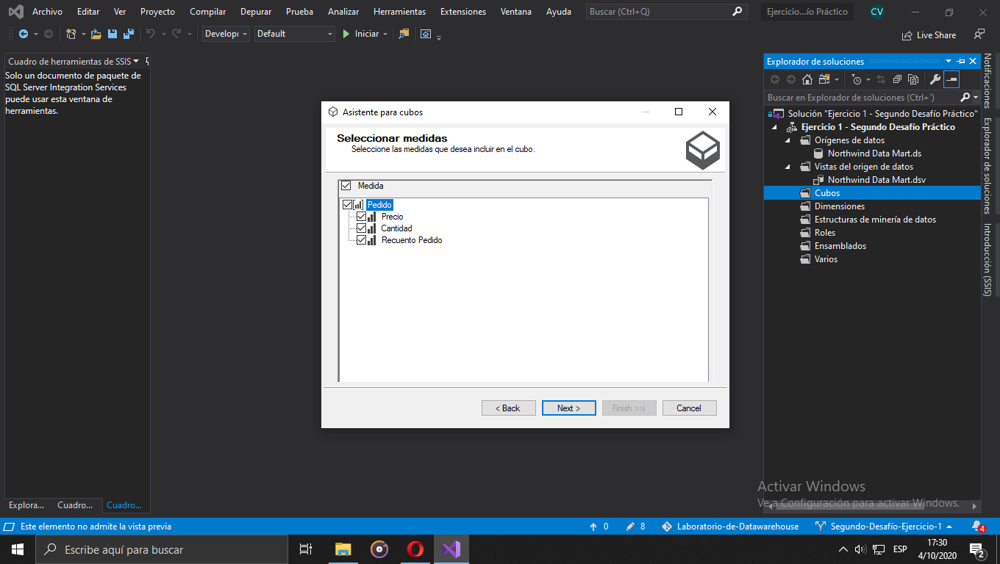 Archivo Editar Ver Proyecto Compilar Depurar Prueba Analizar Herramientas Extensiones Ventana Ayuda Buscar (Ctrl+Q) Ejercicio...ío Práctico CV
Develop Default Iniciar Live Share
Cuadro de herramientas de SSIS
Solo un documento de paquete de
SQL Server Integration Services
puede usar esta ventana de
herramientas.
Asistente para cubos
Seleccionar medidas
Seleccione las medidas que desea incluir en el cubo.
Medida
Pedido
Precio
Cantidad
Recuento Pedido
< Back Next > Finish >>| Cancel
Explorador de soluciones
Buscar en Explorador de soluciones (Ctrl+´)
Solución "Ejercicio 1 - Segundo Desafío Práctico"
Ejercicio 1 - Segundo Desafío Práctico
Orígenes de datos
Northwind Data Mart.ds
Vistas del origen de datos
Northwind Data Mart.dsv
Cubos
Dimensiones
Estructuras de minería de datos
Roles
Ensamblados
Varios
Notificaciones
Explorador de soluciones
Introducción (SSIS)
Activar Windows
Ve a Configuración para activar Windows.
Explora... Cuadro... Cuadro...
Este elemento no admite la vista previa 0 8 Laboratorio-de-Datawarehouse Segundo-Desafío-Ejercicio-1 4
Escribe aquí para buscar ESP 17:30
4/10/2020 2